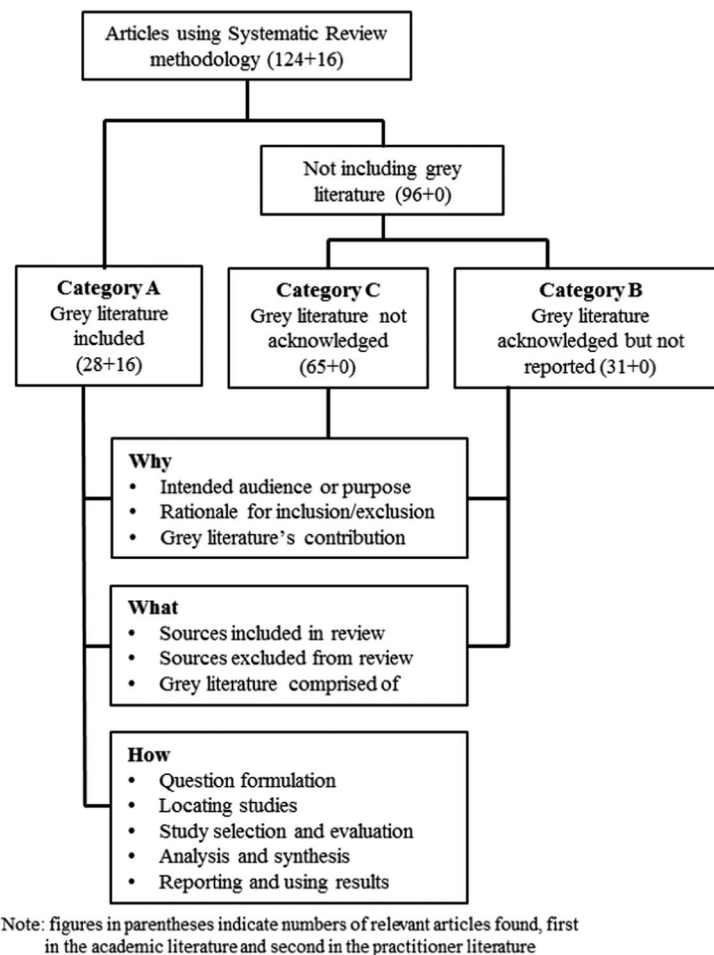 Articles using Systematic Review
methodology (124+16)
Not including grey
literature (96+0)
Category A
Grey literature
included
(28+16)
Category C
Grey literature not
acknowledged
(65+0)
Category B
Grey literature
acknowledged but not
reported (31+0)
Why
• Intended audience or purpose
• Rationale for inclusion/exclusion
• Grey literature's contribution
What
• Sources included in review
• Sources excluded from review
• Grey literature comprised of
How
• Question formulation
• Locating studies
• Study selection and evaluation
• Analysis and synthesis
• Reporting and using results
Note: figures in parentheses indicate numbers of relevant articles found, first
in the academic literature and second in the practitioner literature